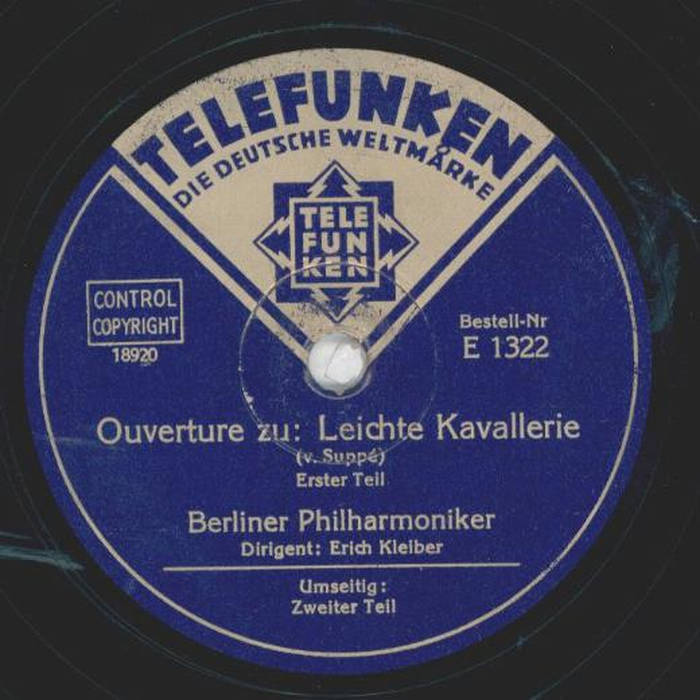 TELEFUNKEN
DIE DEUTSCHE WELTMARKE
TELE
FUN
KEN
CONTROL
COPYRIGHT
18920
Bestell-Nr
E 1322
Ouverture zu: Leichte Kavallerie
(v. Suppé)
Erster Teil
Berliner Philharmoniker
Dirigent: Erich Kleiber
Umseitig:
Zweiter Teil